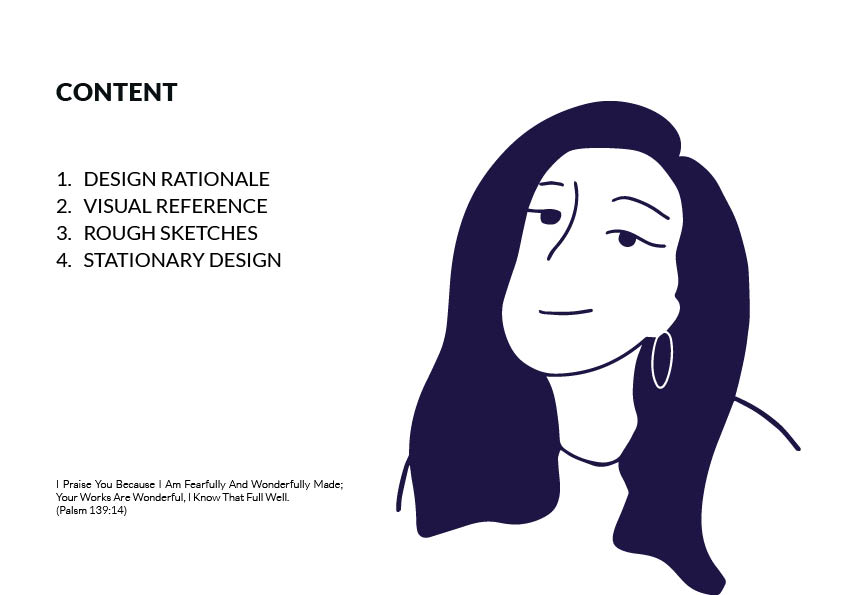 CONTENT
1. DESIGN RATIONALE
2. VISUAL REFERENCE
3. ROUGH SKETCHES
4. STATIONARY DESIGN
I Praise You Because I Am Fearfully And Wonderfully Made;
Your Works Are Wonderful, I Know That Full Well.
(Palsm 139:14)